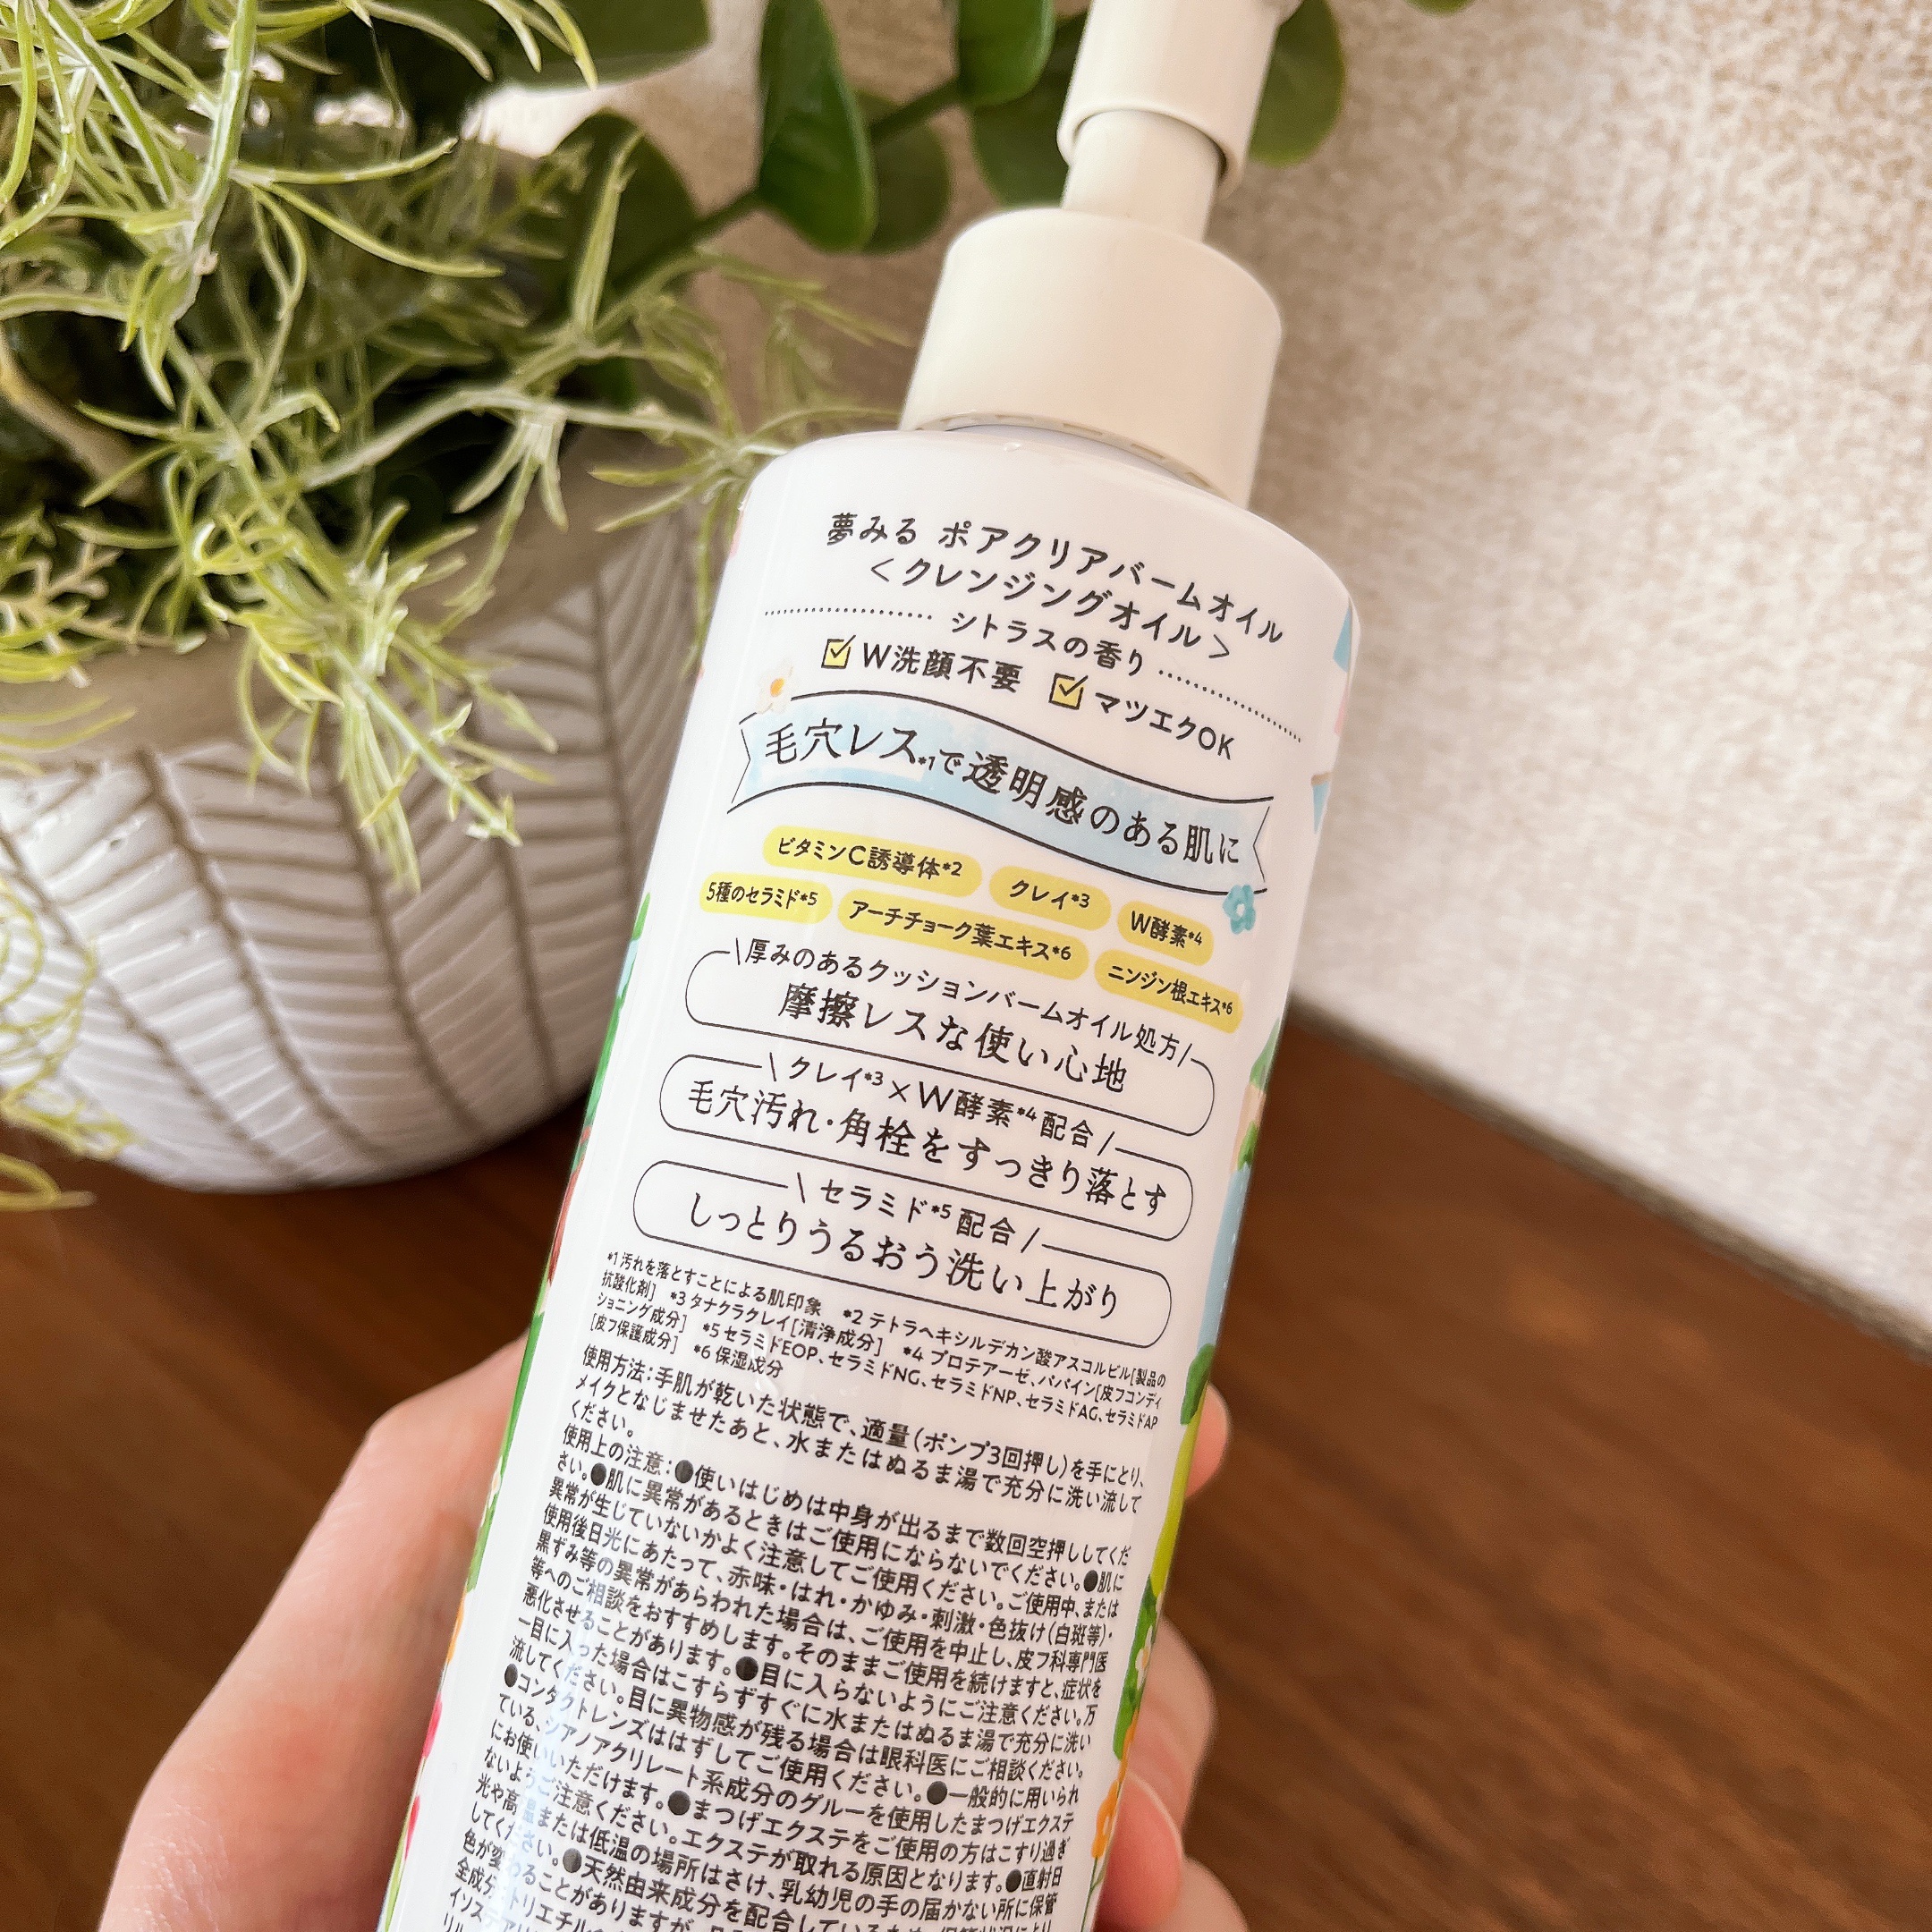 夢みる ポアクリアバームオイル
＜クレンジングオイル＞
シトラスの香り
W洗顔不要 マツエクOK
毛穴レス*1で透明感のある肌に
ビタミンC誘導体*2 クレイ*3 W酵素*4
5種のセラミド*5 アーチチョーク葉エキス*6 ニンジン根エキス*6
\厚みのあるクッションバームオイル処方/
摩擦レスな使い心地
\クレイ*3×W酵素*4配合/
毛穴汚れ・角栓をすっきり落とす
\セラミド*5配合/
しっとりうるおう洗い上がり
*1 汚れを落とすことによる肌印象 *2 テトラヘキシルデカン酸アスコルビル[製品の
抗酸化剤] *3 タナクラクレイ[清浄成分] *4 プロテアーゼ、パパイン[皮フコンディ
ショニング成分] *5 セラミドEOP、セラミドNG、セラミドNP、セラミドAG、セラミドAP
[皮フ保護成分] *6 保湿成分
使用方法：手肌が乾いた状態で、適量(ポンプ3回押し)を手にとり、
メイクとなじませたあと、水またはぬるま湯で充分に洗い流して
ください。
使用上の注意：●使いはじめは中身が出るまで数回空押ししてくだ
さい。●肌に異常があるときはご使用にならないでください。●肌に
異常が生じていないかよく注意してご使用ください。ご使用中、または
使用後日光にあたって、赤味・はれ・かゆみ・刺激・色抜け(白斑等)・
黒ずみ等の異常があらわれた場合は、ご使用を中止し、皮フ科専門医
等へのご相談をおすすめします。そのままご使用を続けますと、症状を
悪化させることがあります。●目に入らないようにご注意ください。万
一目に入った場合はこすらずすぐに水またはぬるま湯で充分に洗い
流してください。目に異物感が残る場合は眼科医にご相談ください。
●コンタクトレンズははずしてご使用ください。●一般的に用いられ
ている、シアノアクリレート系成分のグルーを使用したまつげエクステ
にお使いいただけます。●まつげエクステをご使用の方はこすり過ぎ
ないようご注意ください。エクステが取れる原因となります。●直射日
光や高温または低温の場所はさけ、乳幼児の手の届かない所に保管
してください。●天然由来成分を配合しているため、保管状況により
色が変わることがありますが、
全成分：トリエチル
イソステアリ